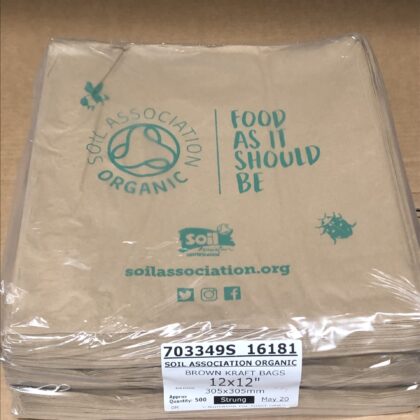 SOIL ASSOCIATION
ORGANIC
FOOD
AS IT
SHOULD
BE
Soil
Association
soilassociation.org
703349S 16181
SOIL ASSOCIATION ORGANIC
BROWN KRAFT BAGS
12x12"
305x305mm
Approx
Quantity: 500 Strung May 20